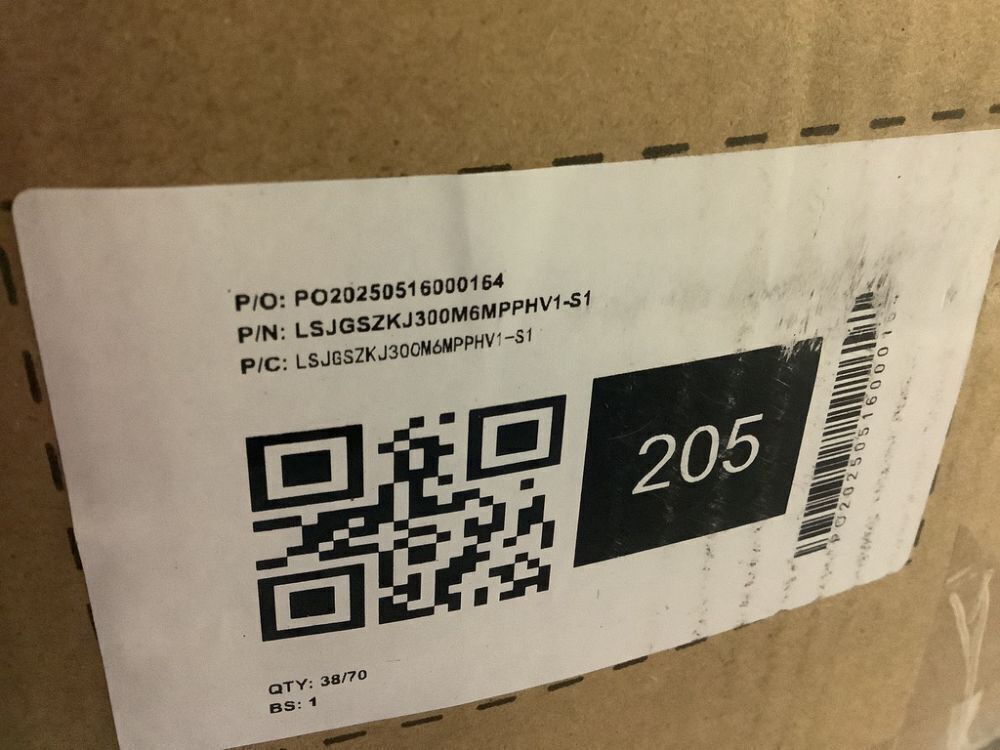 P/O: PO20250516000164
P/N: LSJGSZKJ300M6MPPHV1-S1
P/C: LSJGSZKJ300M6MPPHV1-S1
205
QTY: 38/70
BS: 1